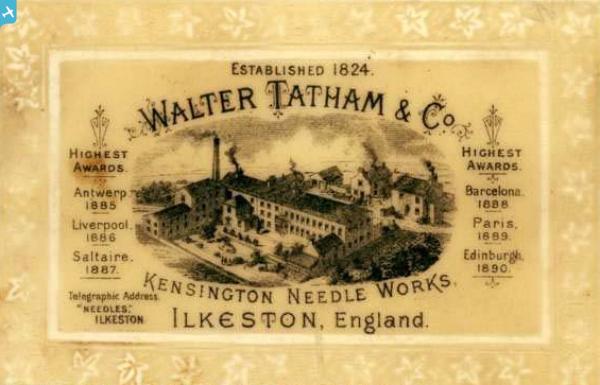 ESTABLISHED 1824.
WALTER TATHAM & Co.
HIGHEST
AWARDS.
Antwerp
1885
Liverpool.
1886
Saltaire.
1887.
Telegraphic Address.
"NEEDLES,"
ILKESTON.
HIGHEST
AWARDS.
Barcelona.
1888
Paris,
1889.
Edinburgh,
1890.
KENSINGTON NEEDLE WORKS,
ILKESTON, England.